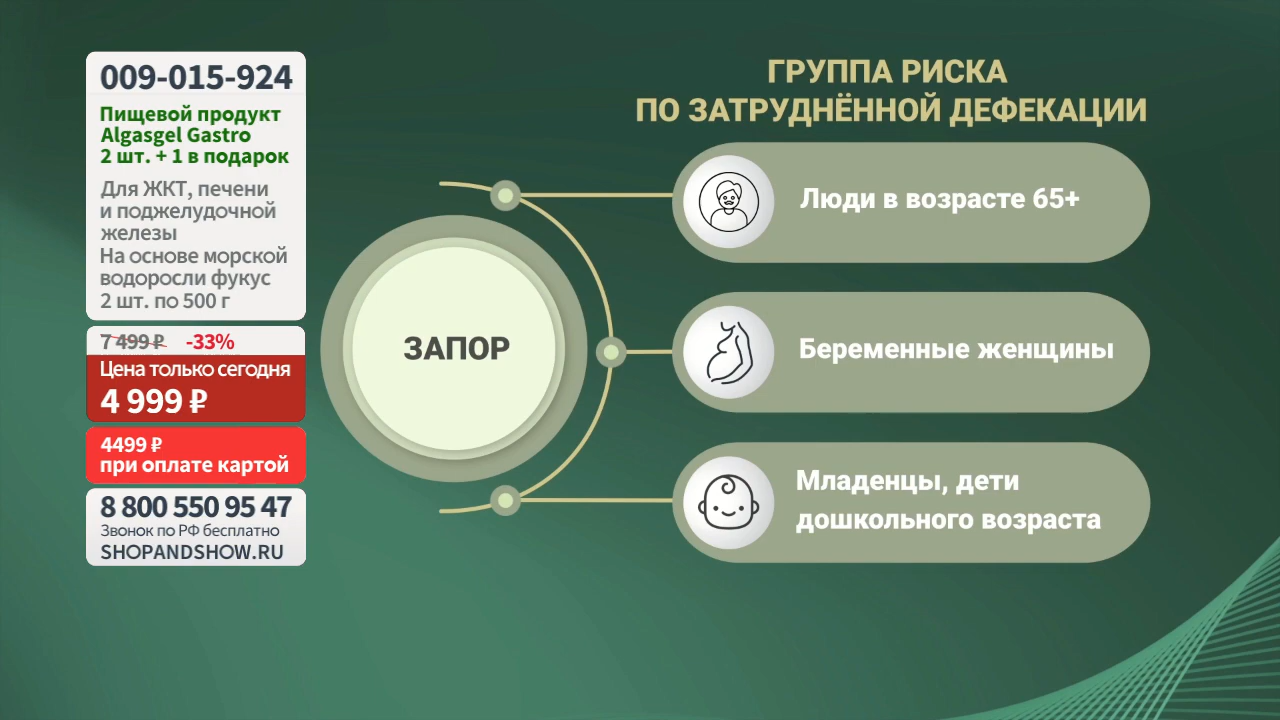 009-015-924
Пищевой продукт
Algasgel Gastro
2 шт. + 1 в подарок
Для ЖКТ, печени
и поджелудочной
железы
На основе морской
водоросли фукус
2 шт. по 500 г
7 499 ₽ -33%
Цена только сегодня
4 999 ₽
4499 ₽
при оплате картой
8 800 550 95 47
Звонок по РФ бесплатно
SHOPANDSHOW.RU
ГРУППА РИСКА
ПО ЗАТРУДНЁННОЙ ДЕФЕКАЦИИ
ЗАПОР
Люди в возрасте 65+
Беременные женщины
Младенцы, дети
дошкольного возраста